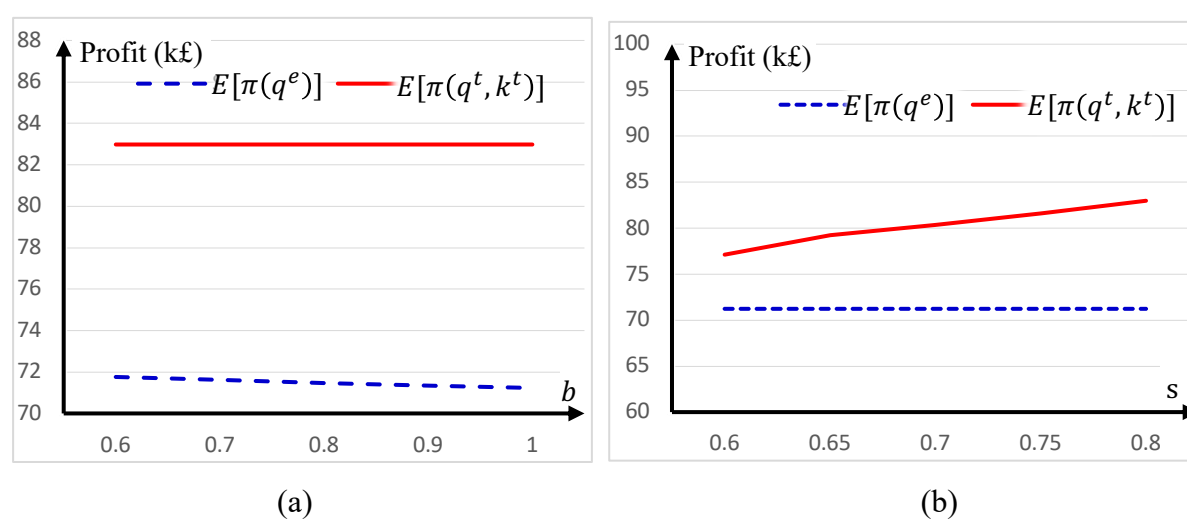 Profit (k£)
E[π(q^e)] E[π(q^t, k^t)]
88
86
84
82
80
78
76
74
72
70
b
0.6 0.7 0.8 0.9 1
(a)
Profit (k£)
E[π(q^e)] E[π(q^t, k^t)]
100
95
90
85
80
75
70
65
60
s
0.6 0.65 0.7 0.75 0.8
(b)